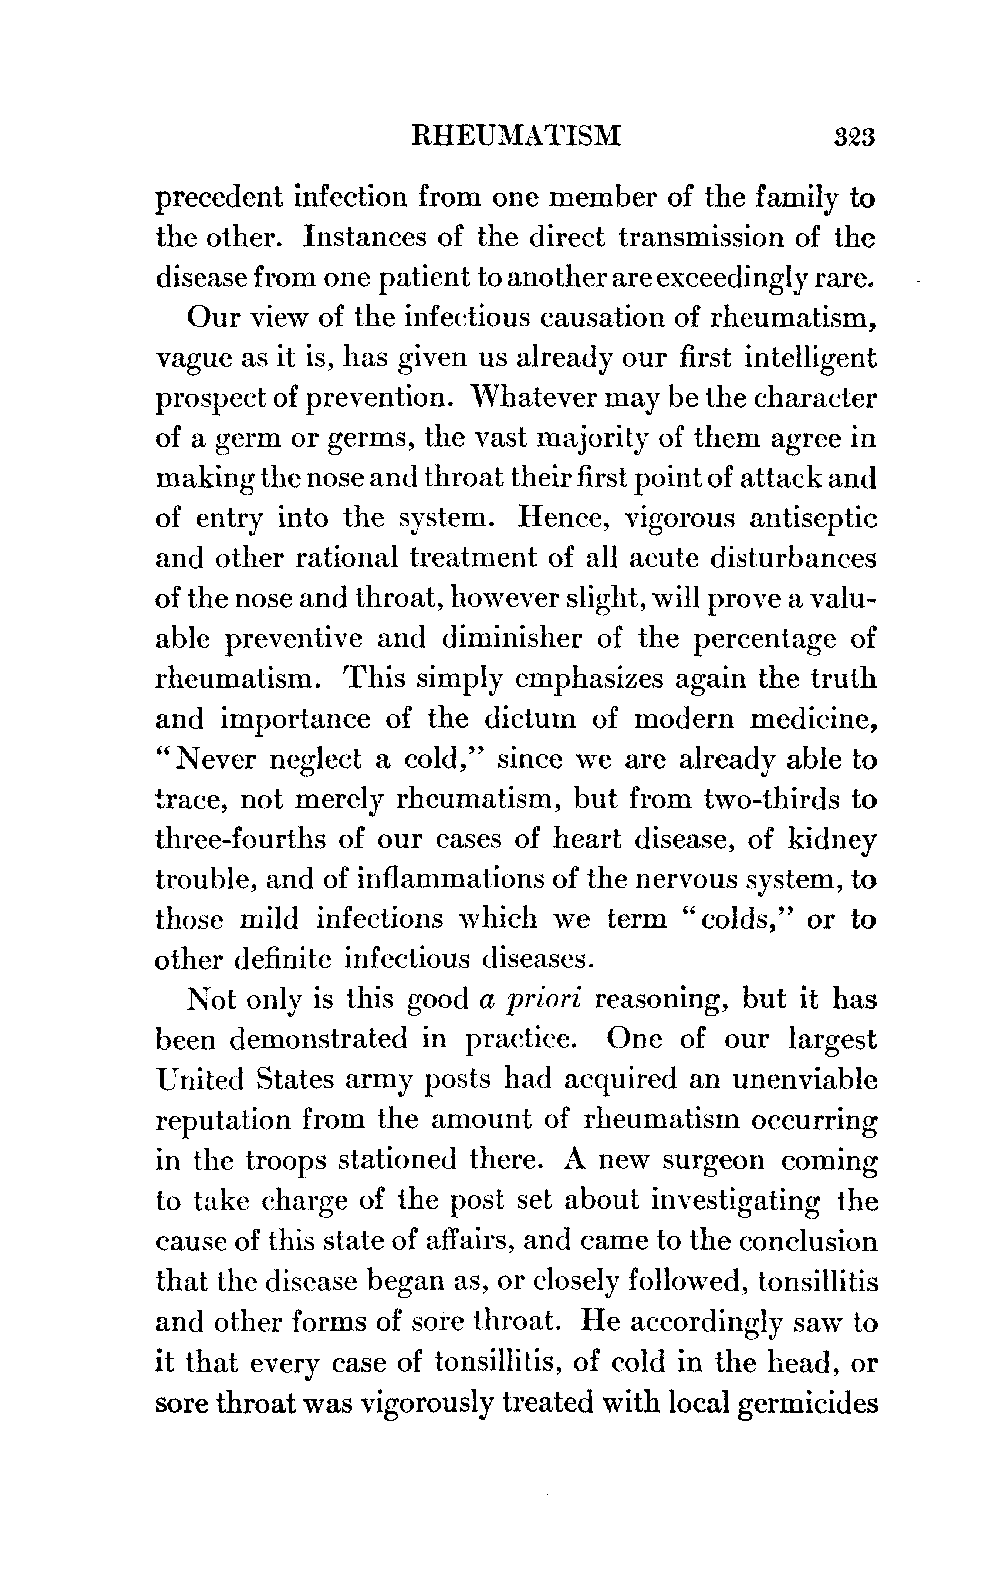 RHEUMATISM 323
precedent infection from one member of the family to
the other. Instances of the direct transmission of the
disease from one patient to another are exceedingly rare.
Our view of the infectious causation of rheumatism,
vague as it is, has given us already our first intelligent
prospect of prevention. Whatever may be the character
of a germ or germs, the vast majority of them agree in
making the nose and throat their first point of attack and
of entry into the system. Hence, vigorous antiseptic
and other rational treatment of all acute disturbances
of the nose and throat, however slight, will prove a valu-
able preventive and diminisher of the percentage of
rheumatism. This simply emphasizes again the truth
and importance of the dictum of modern medicine,
“Never neglect a cold,” since we are already able to
trace, not merely rheumatism, but from two-thirds to
three-fourths of our cases of heart disease, of kidney
trouble, and of inflammations of the nervous system, to
those mild infections which we term “colds,” or to
other definite infectious diseases.
Not only is this good a priori reasoning, but it has
been demonstrated in practice. One of our largest
United States army posts had acquired an unenviable
reputation from the amount of rheumatism occurring
in the troops stationed there. A new surgeon coming
to take charge of the post set about investigating the
cause of this state of affairs, and came to the conclusion
that the disease began as, or closely followed, tonsillitis
and other forms of sore throat. He accordingly saw to
it that every case of tonsillitis, of cold in the head, or
sore throat was vigorously treated with local germicides